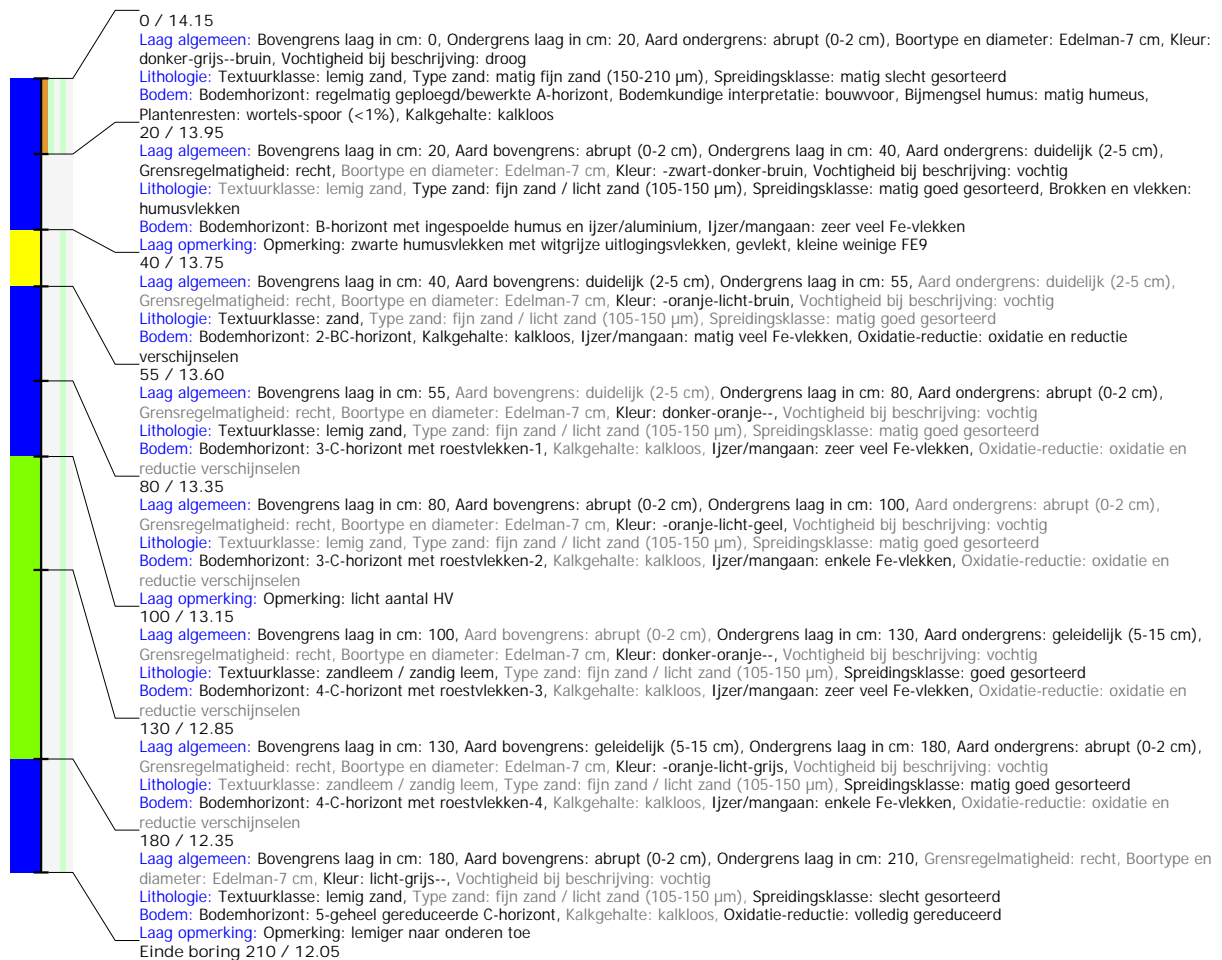 0 / 14.15
Laag algemeen: Bovengrens laag in cm: 0, Ondergrens laag in cm: 20, Aard ondergrens: abrupt (0-2 cm), Boortype en diameter: Edelman-7 cm, Kleur:
donker-grijs--bruin, Vochtigheid bij beschrijving: droog
Lithologie: Textuurklasse: lemig zand, Type zand: matig fijn zand (150-210 µm), Spreidingsklasse: matig slecht gesorteerd
Bodem: Bodemhorizont: regelmatig geploegd/bewerkte A-horizont, Bodemkundige interpretatie: bouwvoor, Bijmengsel humus: matig humeus,
Plantenresten: wortels-spoor (<1%), Kalkgehalte: kalkloos
20 / 13.95
Laag algemeen: Bovengrens laag in cm: 20, Aard bovengrens: abrupt (0-2 cm), Ondergrens laag in cm: 40, Aard ondergrens: duidelijk (2-5 cm),
Grensregelmatigheid: recht, Boortype en diameter: Edelman-7 cm, Kleur: -zwart-donker-bruin, Vochtigheid bij beschrijving: vochtig
Lithologie: Textuurklasse: lemig zand, Type zand: fijn zand / licht zand (105-150 µm), Spreidingsklasse: matig goed gesorteerd, Brokken en vlekken:
humusvlekken
Bodem: Bodemhorizont: B-horizont met ingespoelde humus en ijzer/aluminium, Ijzer/mangaan: zeer veel Fe-vlekken
Laag opmerking: Opmerking: zwarte humusvlekken met witgrijze uitlogingsvlekken, gevlekt, kleine weinige FE9
40 / 13.75
Laag algemeen: Bovengrens laag in cm: 40, Aard bovengrens: duidelijk (2-5 cm), Ondergrens laag in cm: 55, Aard ondergrens: duidelijk (2-5 cm),
Grensregelmatigheid: recht, Boortype en diameter: Edelman-7 cm, Kleur: -oranje-licht-bruin, Vochtigheid bij beschrijving: vochtig
Lithologie: Textuurklasse: zand, Type zand: fijn zand / licht zand (105-150 µm), Spreidingsklasse: matig goed gesorteerd
Bodem: Bodemhorizont: 2-BC-horizont, Kalkgehalte: kalkloos, Ijzer/mangaan: matig veel Fe-vlekken, Oxidatie-reductie: oxidatie en reductie
verschijnselen
55 / 13.60
Laag algemeen: Bovengrens laag in cm: 55, Aard bovengrens: duidelijk (2-5 cm), Ondergrens laag in cm: 80, Aard ondergrens: abrupt (0-2 cm),
Grensregelmatigheid: recht, Boortype en diameter: Edelman-7 cm, Kleur: donker-oranje--, Vochtigheid bij beschrijving: vochtig
Lithologie: Textuurklasse: lemig zand, Type zand: fijn zand / licht zand (105-150 µm), Spreidingsklasse: matig goed gesorteerd
Bodem: Bodemhorizont: 3-C-horizont met roestvlekken-1, Kalkgehalte: kalkloos, Ijzer/mangaan: zeer veel Fe-vlekken, Oxidatie-reductie: oxidatie en
reductie verschijnselen
80 / 13.35
Laag algemeen: Bovengrens laag in cm: 80, Aard bovengrens: abrupt (0-2 cm), Ondergrens laag in cm: 100, Aard ondergrens: abrupt (0-2 cm),
Grensregelmatigheid: recht, Boortype en diameter: Edelman-7 cm, Kleur: -oranje-licht-geel, Vochtigheid bij beschrijving: vochtig
Lithologie: Textuurklasse: lemig zand, Type zand: fijn zand / licht zand (105-150 µm), Spreidingsklasse: matig goed gesorteerd
Bodem: Bodemhorizont: 3-C-horizont met roestvlekken-2, Kalkgehalte: kalkloos, Ijzer/mangaan: enkele Fe-vlekken, Oxidatie-reductie: oxidatie en
reductie verschijnselen
Laag opmerking: Opmerking: licht aantal HV
100 / 13.15
Laag algemeen: Bovengrens laag in cm: 100, Aard bovengrens: abrupt (0-2 cm), Ondergrens laag in cm: 130, Aard ondergrens: geleidelijk (5-15 cm),
Grensregelmatigheid: recht, Boortype en diameter: Edelman-7 cm, Kleur: donker-oranje--, Vochtigheid bij beschrijving: vochtig
Lithologie: Textuurklasse: zandleem / zandig leem, Type zand: fijn zand / licht zand (105-150 µm), Spreidingsklasse: goed gesorteerd
Bodem: Bodemhorizont: 4-C-horizont met roestvlekken-3, Kalkgehalte: kalkloos, Ijzer/mangaan: zeer veel Fe-vlekken, Oxidatie-reductie: oxidatie en
reductie verschijnselen
130 / 12.85
Laag algemeen: Bovengrens laag in cm: 130, Aard bovengrens: geleidelijk (5-15 cm), Ondergrens laag in cm: 180, Aard ondergrens: abrupt (0-2 cm),
Grensregelmatigheid: recht, Boortype en diameter: Edelman-7 cm, Kleur: -oranje-licht-grijs, Vochtigheid bij beschrijving: vochtig
Lithologie: Textuurklasse: zandleem / zandig leem, Type zand: fijn zand / licht zand (105-150 µm), Spreidingsklasse: matig goed gesorteerd
Bodem: Bodemhorizont: 4-C-horizont met roestvlekken-4, Kalkgehalte: kalkloos, Ijzer/mangaan: enkele Fe-vlekken, Oxidatie-reductie: oxidatie en
reductie verschijnselen
180 / 12.35
Laag algemeen: Bovengrens laag in cm: 180, Aard bovengrens: abrupt (0-2 cm), Ondergrens laag in cm: 210, Grensregelmatigheid: recht, Boortype en
diameter: Edelman-7 cm, Kleur: licht-grijs--, Vochtigheid bij beschrijving: vochtig
Lithologie: Textuurklasse: lemig zand, Type zand: fijn zand / licht zand (105-150 µm), Spreidingsklasse: slecht gesorteerd
Bodem: Bodemhorizont: 5-geheel gereduceerde C-horizont, Kalkgehalte: kalkloos, Oxidatie-reductie: volledig gereduceerd
Laag opmerking: Opmerking: lemiger naar onderen toe
Einde boring 210 / 12.05